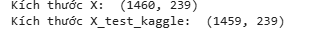 Kích thước X:  (1460, 239)
Kích thước X_test_kaggle:  (1459, 239)